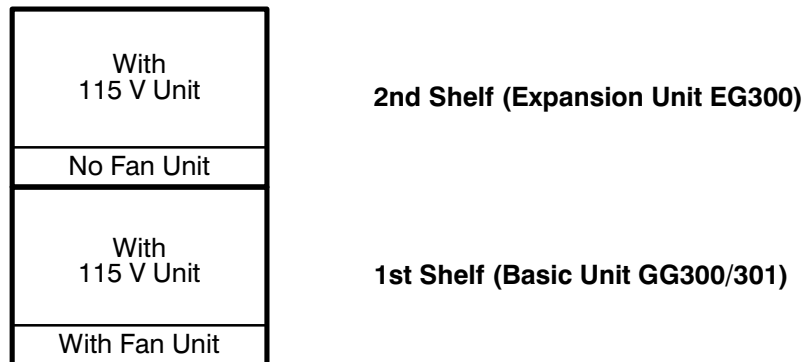 With
115 V Unit
2nd Shelf (Expansion Unit EG300)
No Fan Unit
With
115 V Unit
1st Shelf (Basic Unit GG300/301)
With Fan Unit